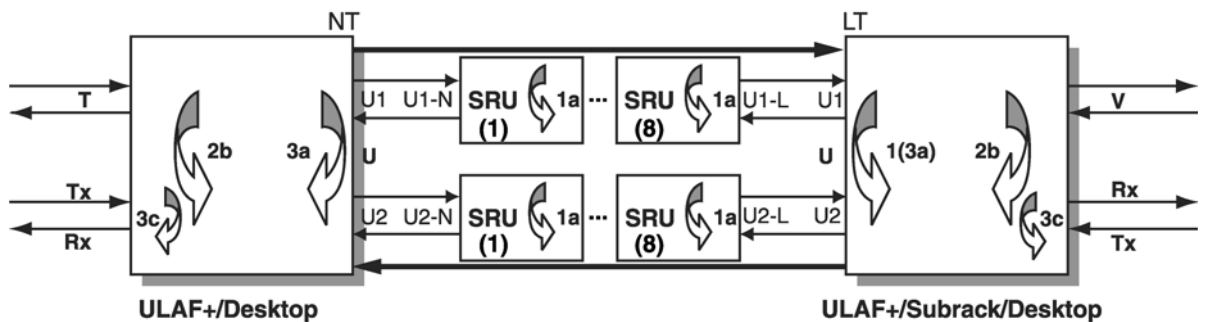 NT LT
SRU 1a ... SRU 1a
T U1 U1-N (1) (8) U1-L U1 V
2b 3a U U 1(3a) 2b
Tx Rx
3c U2 U2-N SRU 1a ... SRU 1a U2-L U2 3c
Rx (1) (8) Tx
ULAF+/Desktop ULAF+/Subrack/Desktop